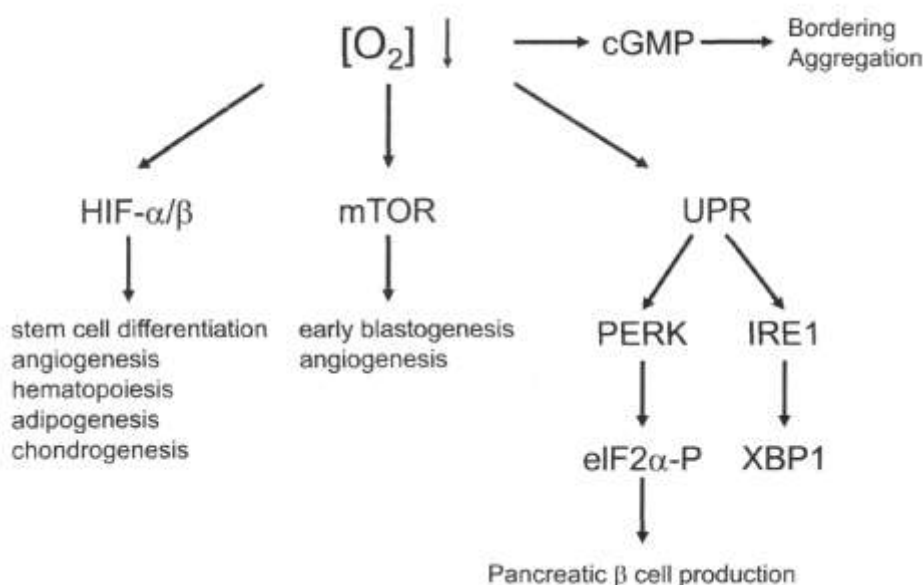 [O₂] ↓
cGMP
Bordering
Aggregation
HIF-α/β
mTOR
UPR
stem cell differentiation
angiogenesis
hematopoiesis
adipogenesis
chondrogenesis
early blastogenesis
angiogenesis
PERK
IRE1
eIF2α-P
XBP1
Pancreatic β cell production